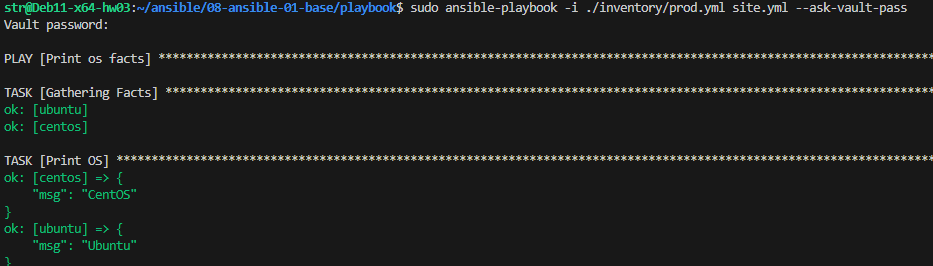 str@Deb11-x64-hw03:~/ansible/08-ansible-01-base/playbook$ sudo ansible-playbook -i ./inventory/prod.yml site.yml --ask-vault-pass
Vault password:
PLAY [Print os facts] ***************************************************************************************************************
TASK [Gathering Facts] **************************************************************************************************************
ok: [ubuntu]
ok: [centos]
TASK [Print OS] *********************************************************************************************************************
ok: [centos] => {
    "msg": "CentOS"
}
ok: [ubuntu] => {
    "msg": "Ubuntu"
}